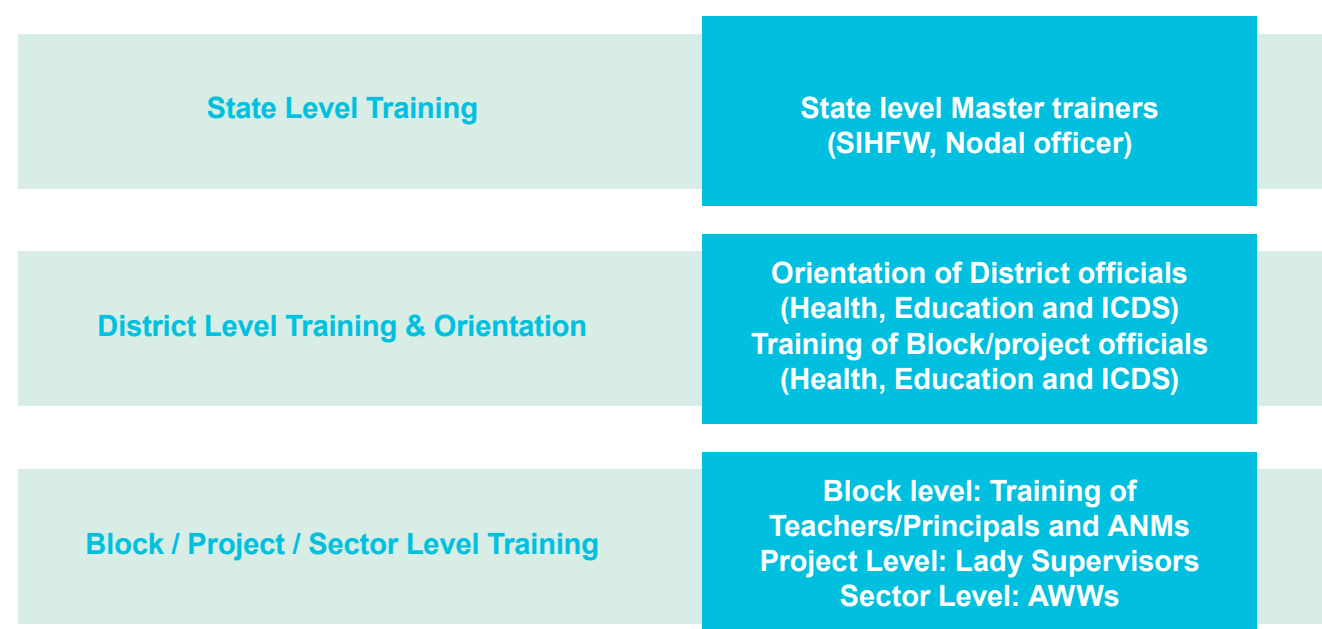 State Level Training
State level Master trainers
(SIHFW, Nodal officer)
District Level Training & Orientation
Orientation of District officials
(Health, Education and ICDS)
Training of Block/project officials
(Health, Education and ICDS)
Block / Project / Sector Level Training
Block level: Training of
Teachers/Principals and ANMs
Project Level: Lady Supervisors
Sector Level: AWWs